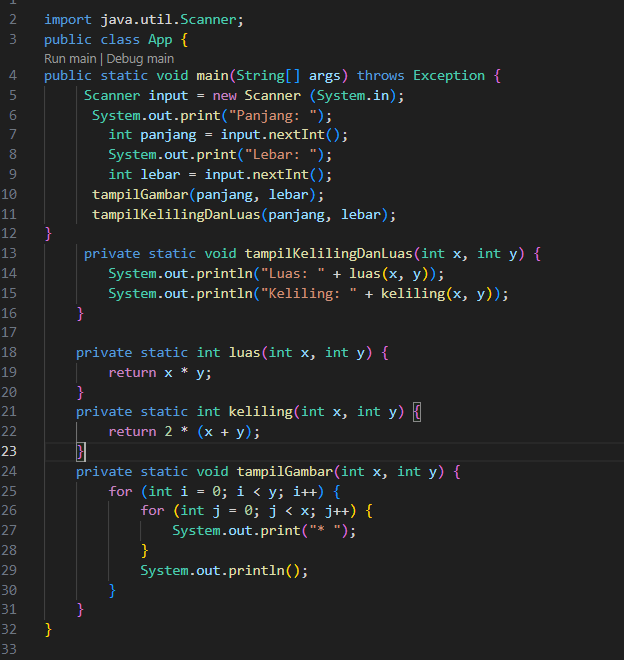 1
2 import java.util.Scanner;
3 public class App {
Run main | Debug main
4 public static void main(String[] args) throws Exception {
5      Scanner input = new Scanner (System.in);
6       System.out.print("Panjang: ");
7         int panjang = input.nextInt();
8         System.out.print("Lebar: ");
9         int lebar = input.nextInt();
10       tampilGambar(panjang, lebar);
11       tampilKelilingDanLuas(panjang, lebar);
12 }
13      private static void tampilKelilingDanLuas(int x, int y) {
14         System.out.println("Luas: " + luas(x, y));
15         System.out.println("Keliling: " + keliling(x, y));
16     }
17
18     private static int luas(int x, int y) {
19         return x * y;
20     }
21     private static int keliling(int x, int y) {
22         return 2 * (x + y);
23     }
24     private static void tampilGambar(int x, int y) {
25         for (int i = 0; i < y; i++) {
26             for (int j = 0; j < x; j++) {
27                 System.out.print("* ");
28             }
29             System.out.println();
30         }
31     }
32 }
33